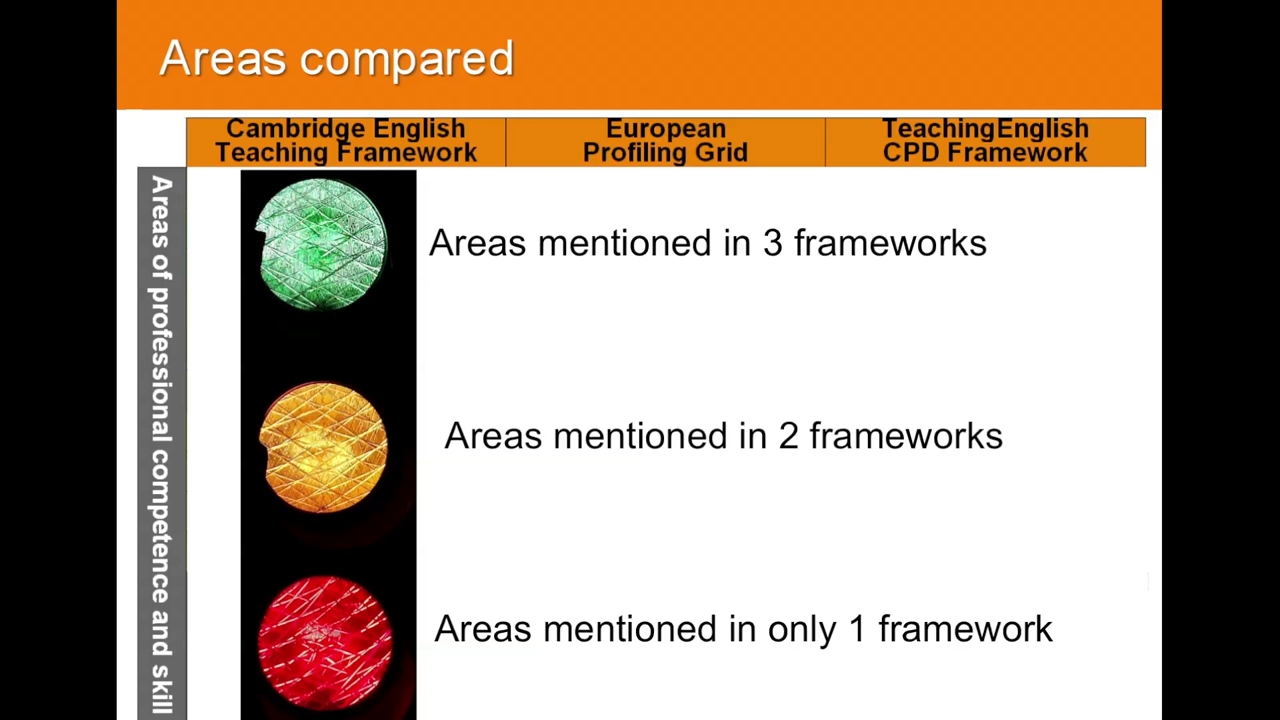 Areas compared
Cambridge English
Teaching Framework
European
Profiling Grid
TeachingEnglish
CPD Framework
Areas of professional competence and skill
Areas mentioned in 3 frameworks
Areas mentioned in 2 frameworks
Areas mentioned in only 1 framework